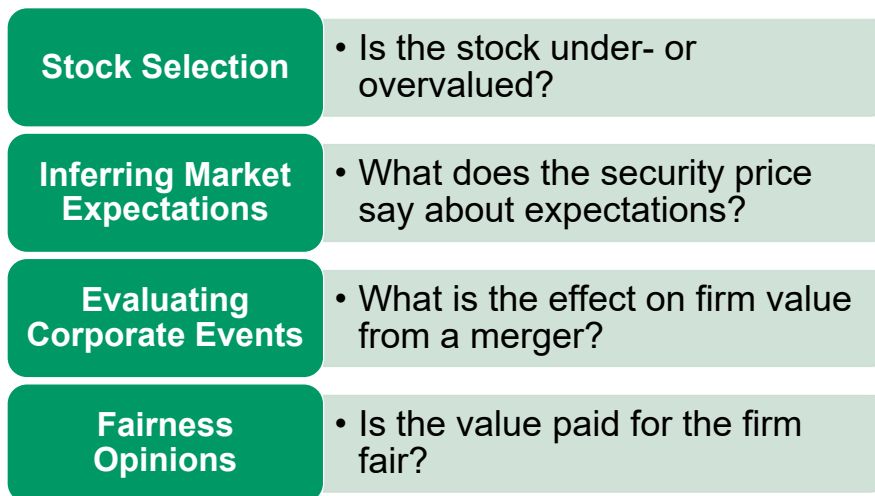 Stock Selection
• Is the stock under- or
overvalued?
Inferring Market
Expectations
• What does the security price
say about expectations?
Evaluating
Corporate Events
• What is the effect on firm value
from a merger?
Fairness
Opinions
• Is the value paid for the firm
fair?